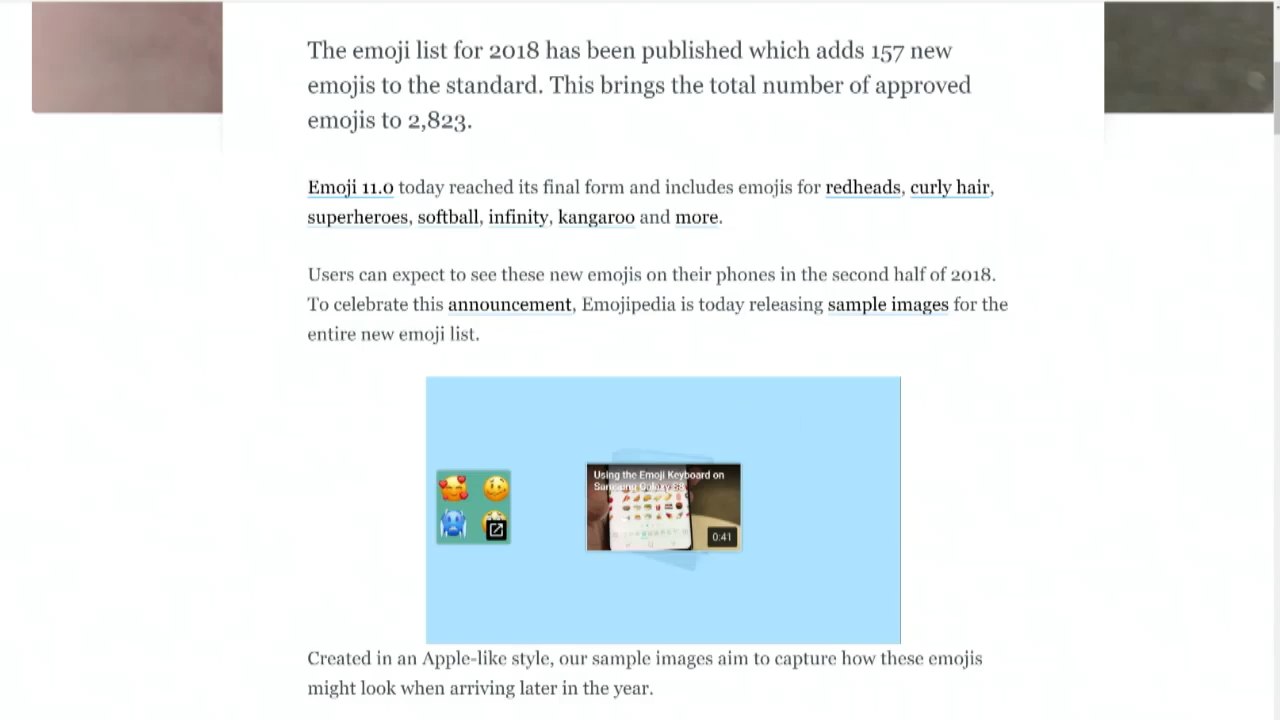 The emoji list for 2018 has been published which adds 157 new
emojis to the standard. This brings the total number of approved
emojis to 2,823.
Emoji 11.0 today reached its final form and includes emojis for redheads, curly hair,
superheroes, softball, infinity, kangaroo and more.
Users can expect to see these new emojis on their phones in the second half of 2018.
To celebrate this announcement, Emojipedia is today releasing sample images for the
entire new emoji list.
Using the Emoji Keyboard on
Samsung Galaxy S8
0:41
Created in an Apple-like style, our sample images aim to capture how these emojis
might look when arriving later in the year.